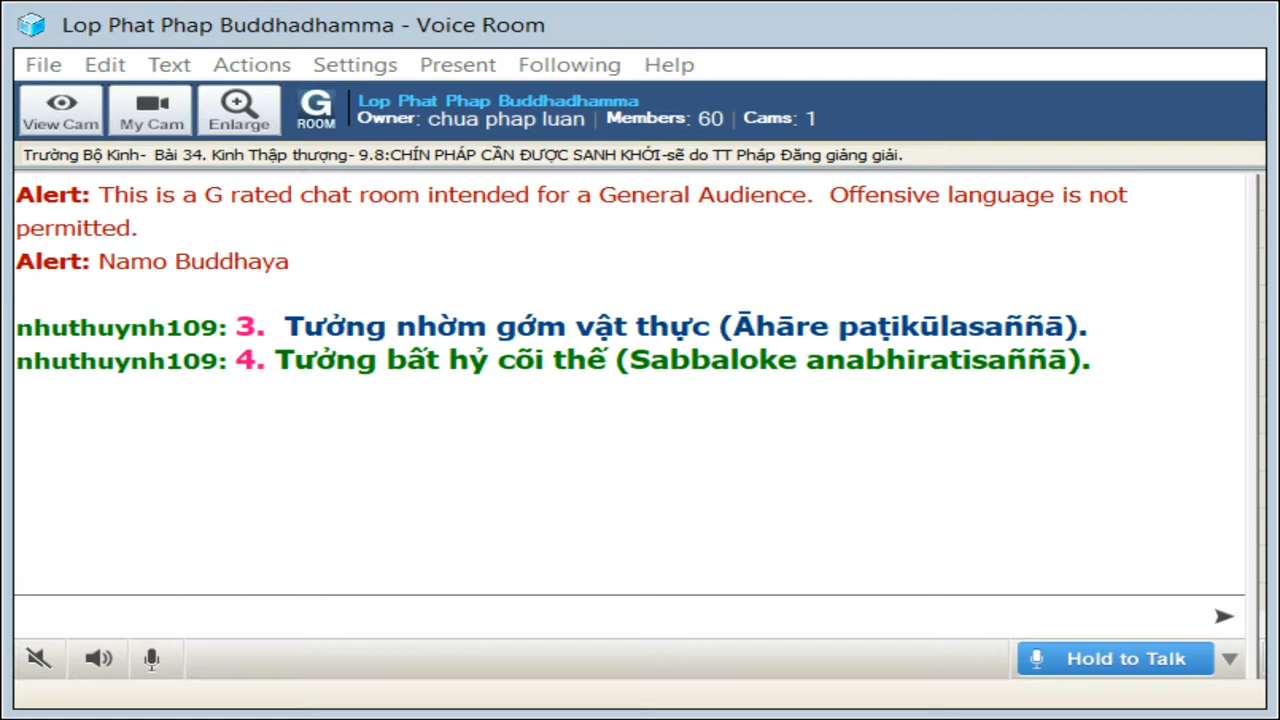 Lop Phat Phap Buddhadhamma - Voice Room
File Edit Text Actions Settings Present Following Help
View Cam My Cam Enlarge G ROOM
Lop Phat Phap Buddhadhamma
Owner: chua phap luan | Members: 60 | Cams: 1
Trường Bộ Kinh- Bài 34. Kinh Thập thượng- 9.8:CHÍN PHÁP CẦN ĐƯỢC SANH KHỞI-sẽ do TT Pháp Đăng giảng giải.
Alert: This is a G rated chat room intended for a General Audience. Offensive language is not
permitted.
Alert: Namo Buddhaya
nhuthuynh109: 3. Tưởng nhờm gớm vật thực (Āhāre paṭikūlasaññā).
nhuthuynh109: 4. Tưởng bất hỷ cõi thế (Sabbaloke anabhiratisaññā).
Hold to Talk